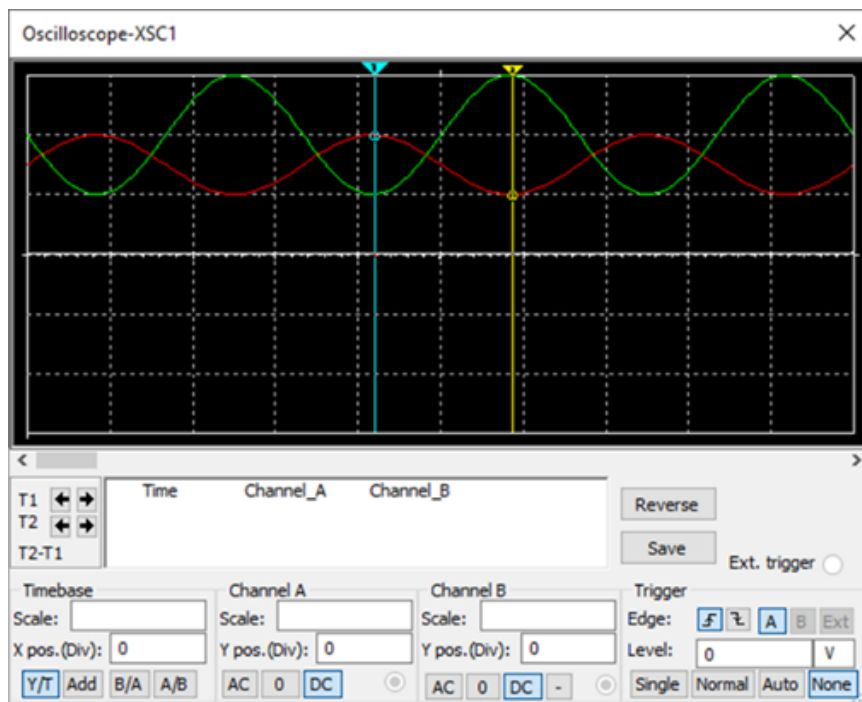 Oscilloscope-XSC1
1
2
Time Channel_A Channel_B
T1
T2
T2-T1
Reverse
Save
Ext. trigger
Timebase
Scale:
X pos.(Div): 0
Y/T Add B/A A/B
Channel A
Scale:
Y pos.(Div): 0
AC 0 DC
Channel B
Scale:
Y pos.(Div): 0
AC 0 DC -
Trigger
Edge: A B Ext
Level: 0 V
Single Normal Auto None